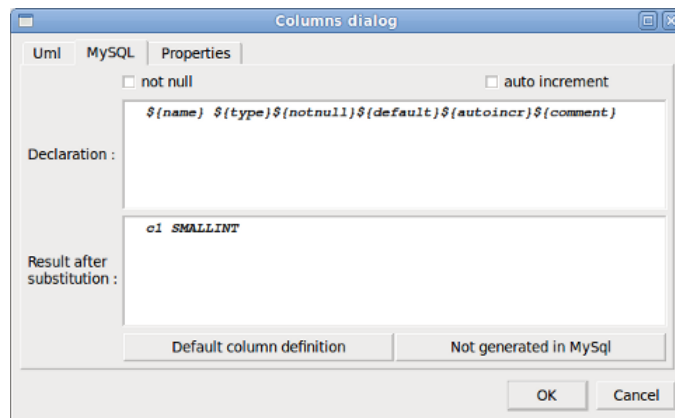 Columns dialog
Uml MySQL Properties
not null auto increment
Declaration :
${name} ${type}${notnull}${default}${autoincr}${comment}
Result after
substitution :
c1 SMALLINT
Default column definition Not generated in MySql
OK Cancel